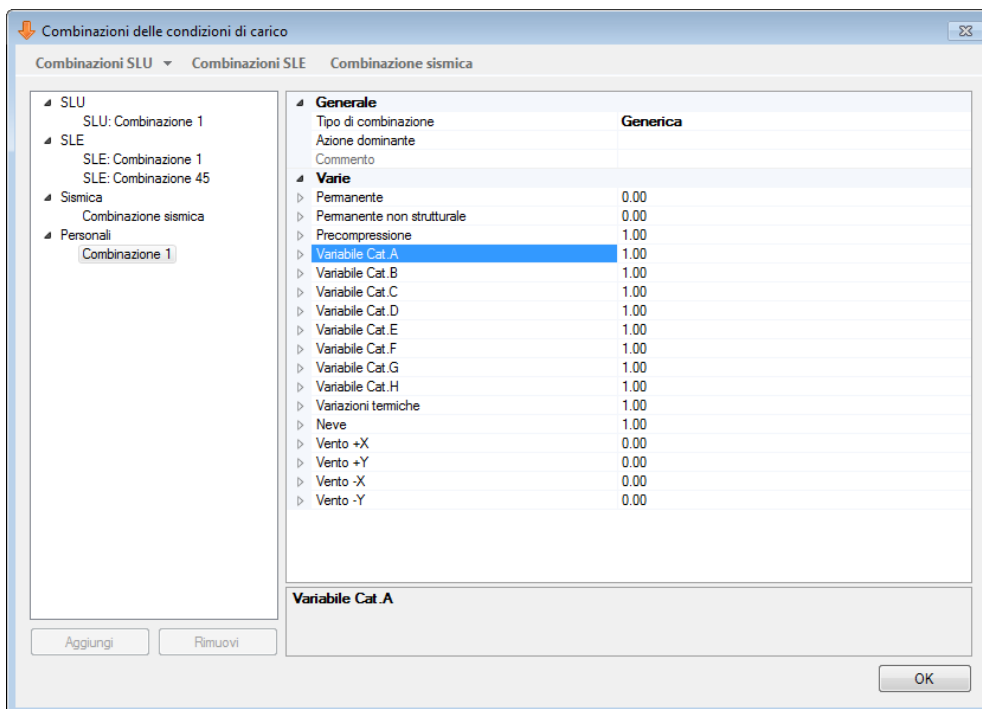 Combinazioni delle condizioni di carico
Combinazioni SLU Combinazioni SLE Combinazione sismica
SLU
SLU: Combinazione 1
SLE
SLE: Combinazione 1
SLE: Combinazione 45
Sismica
Combinazione sismica
Personali
Combinazione 1
Aggiungi Rimuovi
Generale
Tipo di combinazione Generica
Azione dominante
Commento
Varie
Permanente 0.00
Permanente non strutturale 0.00
Precompressione 1.00
Variabile Cat.A 1.00
Variabile Cat.B 1.00
Variabile Cat.C 1.00
Variabile Cat.D 1.00
Variabile Cat.E 1.00
Variabile Cat.F 1.00
Variabile Cat.G 1.00
Variabile Cat.H 1.00
Variazioni termiche 1.00
Neve 1.00
Vento +X 0.00
Vento +Y 0.00
Vento -X 0.00
Vento -Y 0.00
Variabile Cat.A
OK